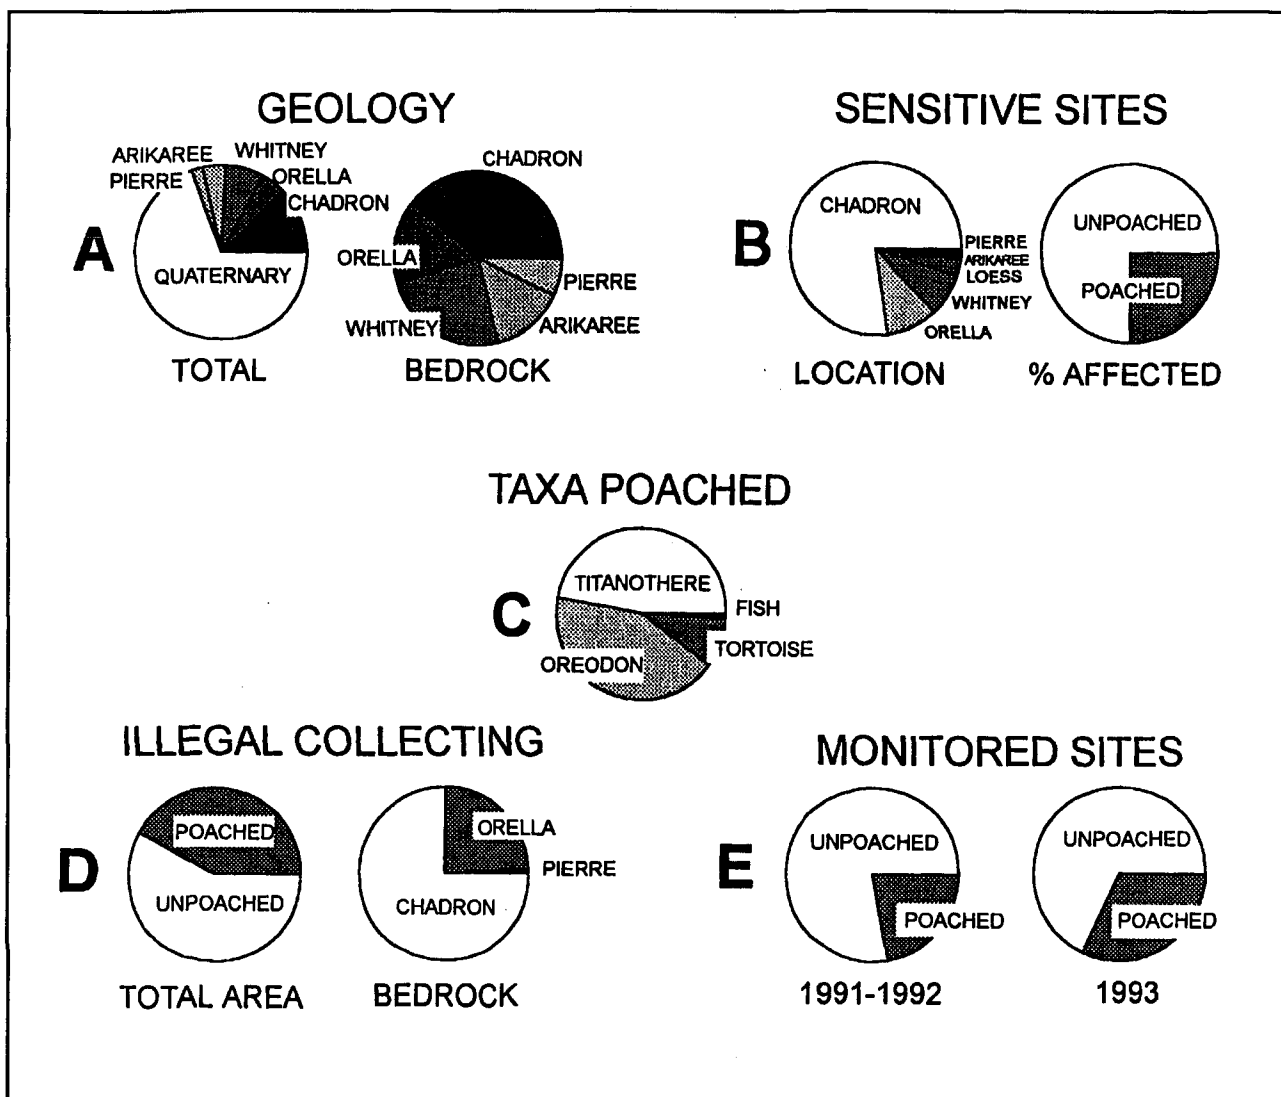 GEOLOGY
ARIKAREE
WHITNEY
PIERRE
ORELLA
CHADRON
QUATERNARY
A
TOTAL
CHADRON
ORELLA
PIERRE
WHITNEY
ARIKAREE
BEDROCK
SENSITIVE SITES
B
CHADRON
PIERRE
ARIKAREE
LOESS
WHITNEY
ORELLA
LOCATION
UNPOACHED
POACHED
% AFFECTED
TAXA POACHED
C
TITANOTHERE
FISH
TORTOISE
OREODON
ILLEGAL COLLECTING
D
POACHED
UNPOACHED
TOTAL AREA
ORELLA
PIERRE
CHADRON
BEDROCK
MONITORED SITES
E
UNPOACHED
POACHED
1991-1992
UNPOACHED
POACHED
1993